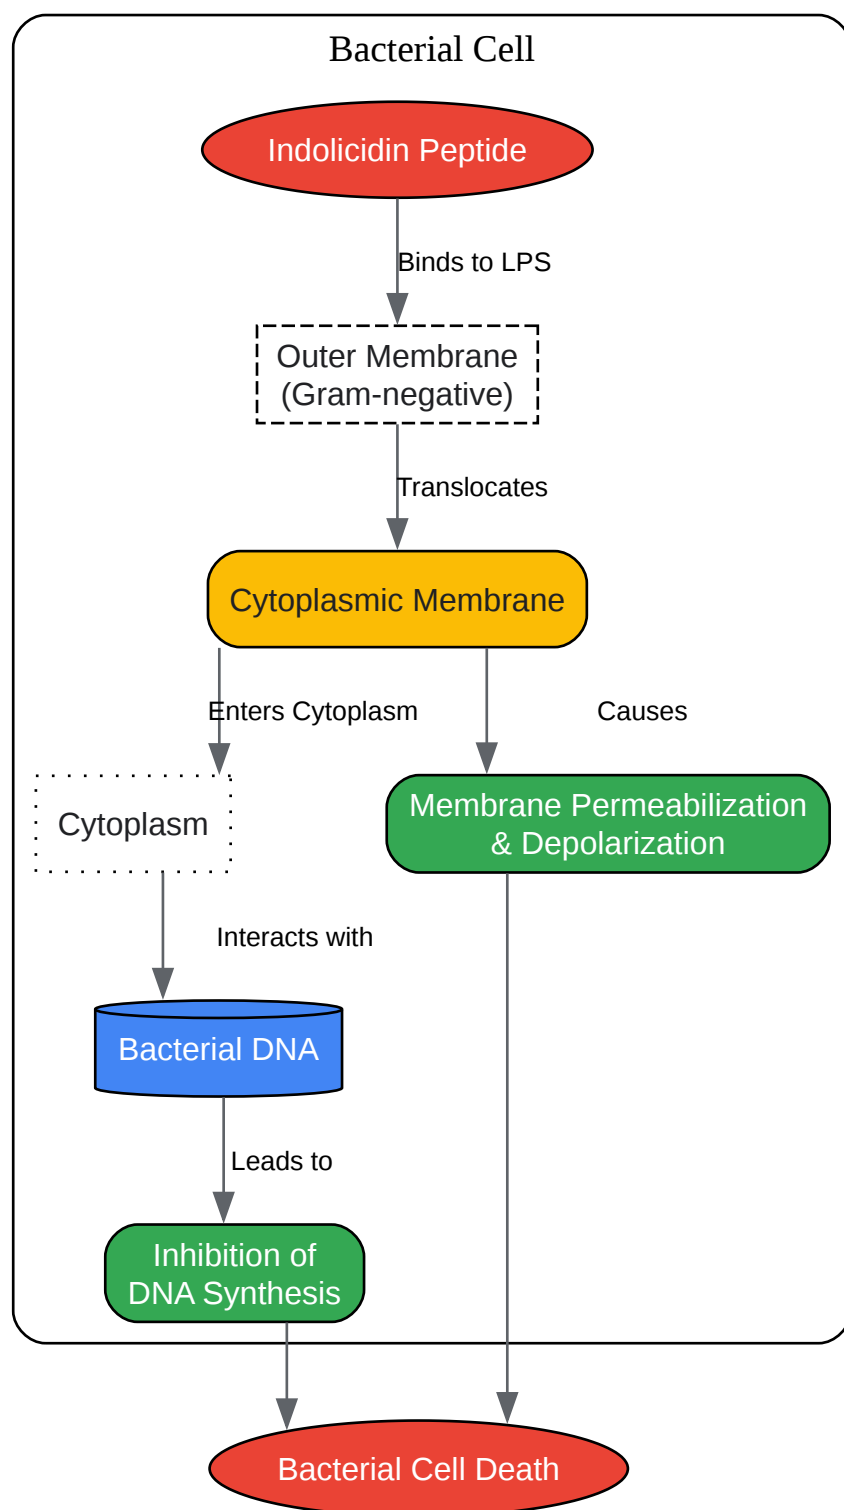 Bacterial Cell
Indolicidin Peptide
Binds to LPS
Outer Membrane
(Gram-negative)
Translocates
Cytoplasmic Membrane
Enters Cytoplasm
Causes
Cytoplasm
Membrane Permeabilization
& Depolarization
Interacts with
Bacterial DNA
Leads to
Inhibition of
DNA Synthesis
Bacterial Cell Death